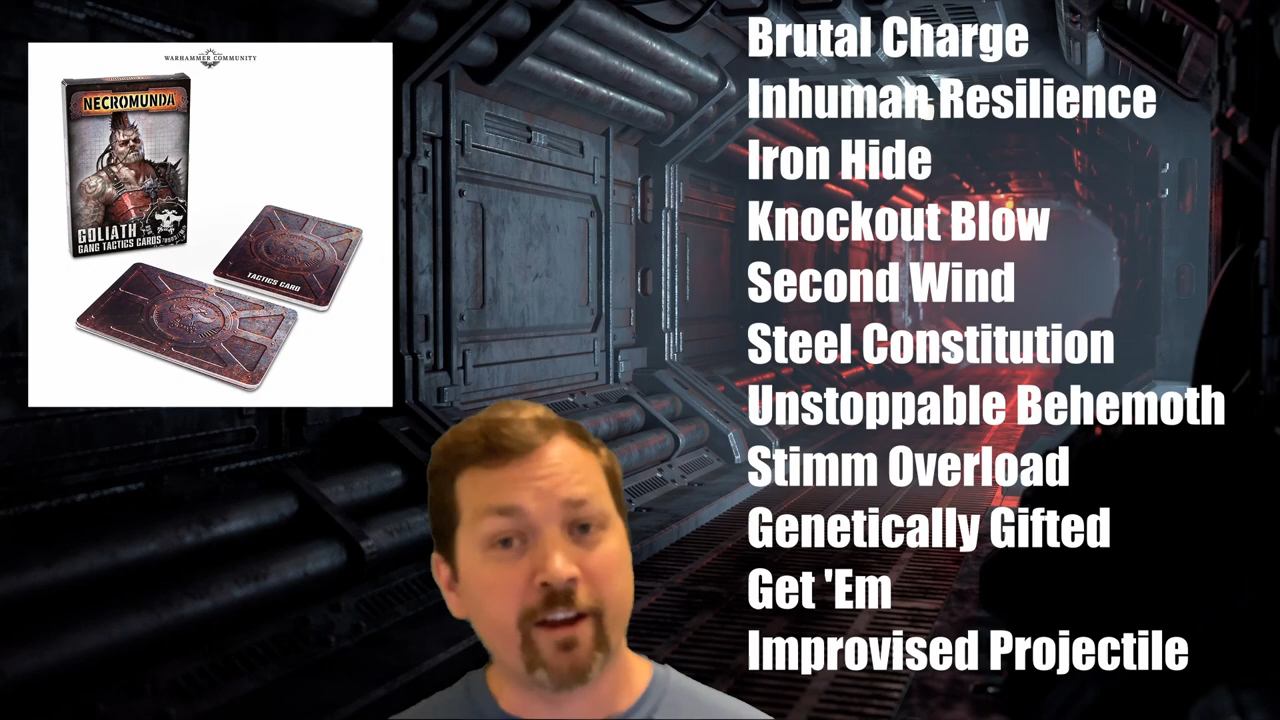 WARHAMMER COMMUNITY
NECROMUNDA
GOLIATH
GANG TACTICS CARDS
TACTICS CARD
Brutal Charge
Inhuman Resilience
Iron Hide
Knockout Blow
Second Wind
Steel Constitution
Unstoppable Behemoth
Stimm Overload
Genetically Gifted
Get 'Em
Improvised Projectile